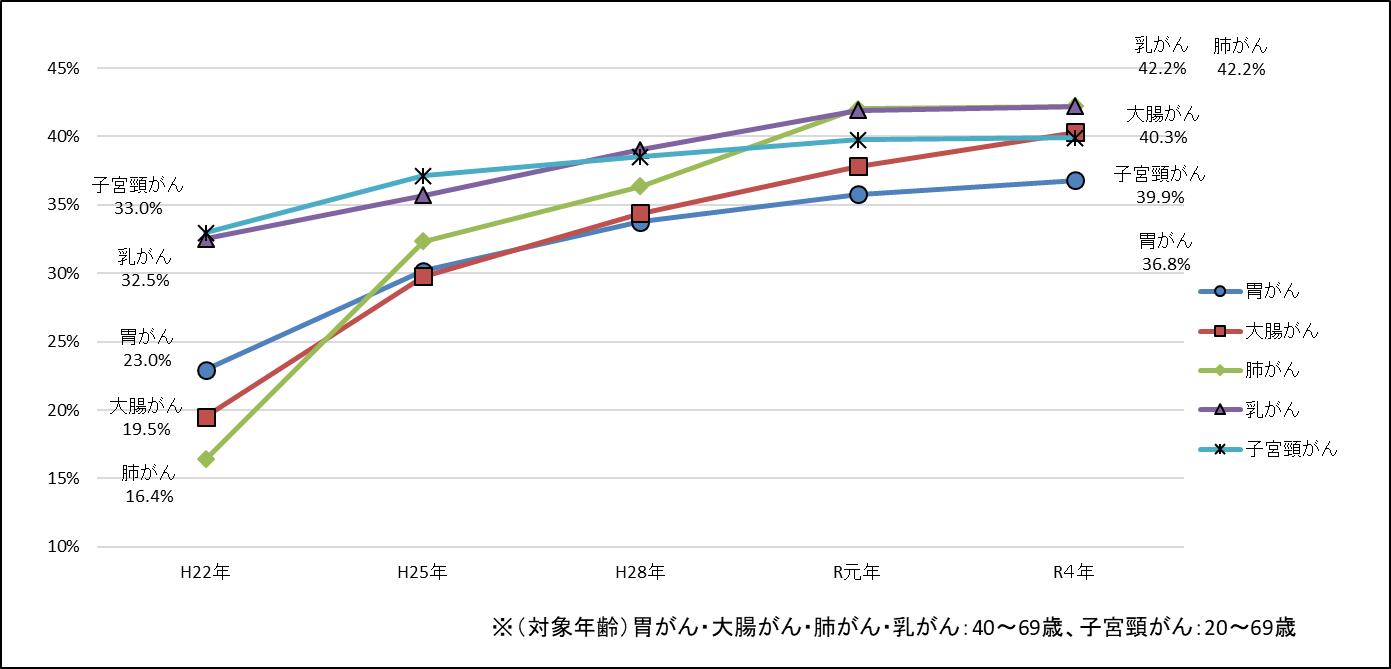 乳がん 肺がん
42.2% 42.2%
45%
大腸がん
40%
40.3%
子宮頸がん
子宮頸がん
39.9%
33.0%
35%
胃がん
乳がん
36.8%
32.5%
30%
胃がん
大腸がん
胃がん
25%
23.0%
肺がん
大腸がん
乳がん
20%
19.5%
子宮頸がん
肺がん
15%
16.4%
10%
H22年 H25年 H28年 R元年 R4年
※(対象年齢)胃がん・大腸がん・肺がん・乳がん:40～69歳、子宮頸がん:20～69歳